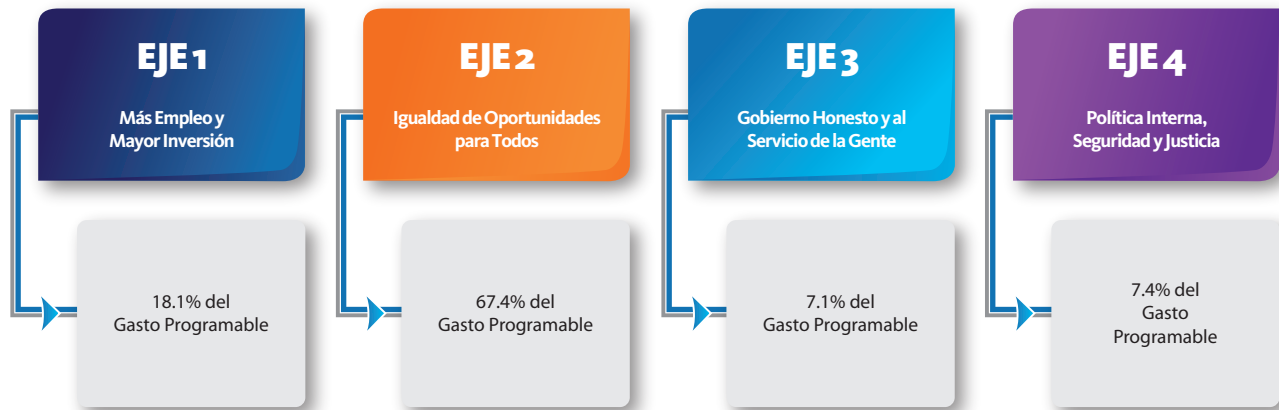 EJE 1
Más Empleo y
Mayor Inversión
18.1% del
Gasto Programable
EJE 2
Igualdad de Oportunidades
para Todos
67.4% del
Gasto Programable
EJE 3
Gobierno Honesto y al
Servicio de la Gente
7.1% del
Gasto Programable
EJE 4
Política Interna,
Seguridad y Justicia
7.4% del
Gasto
Programable